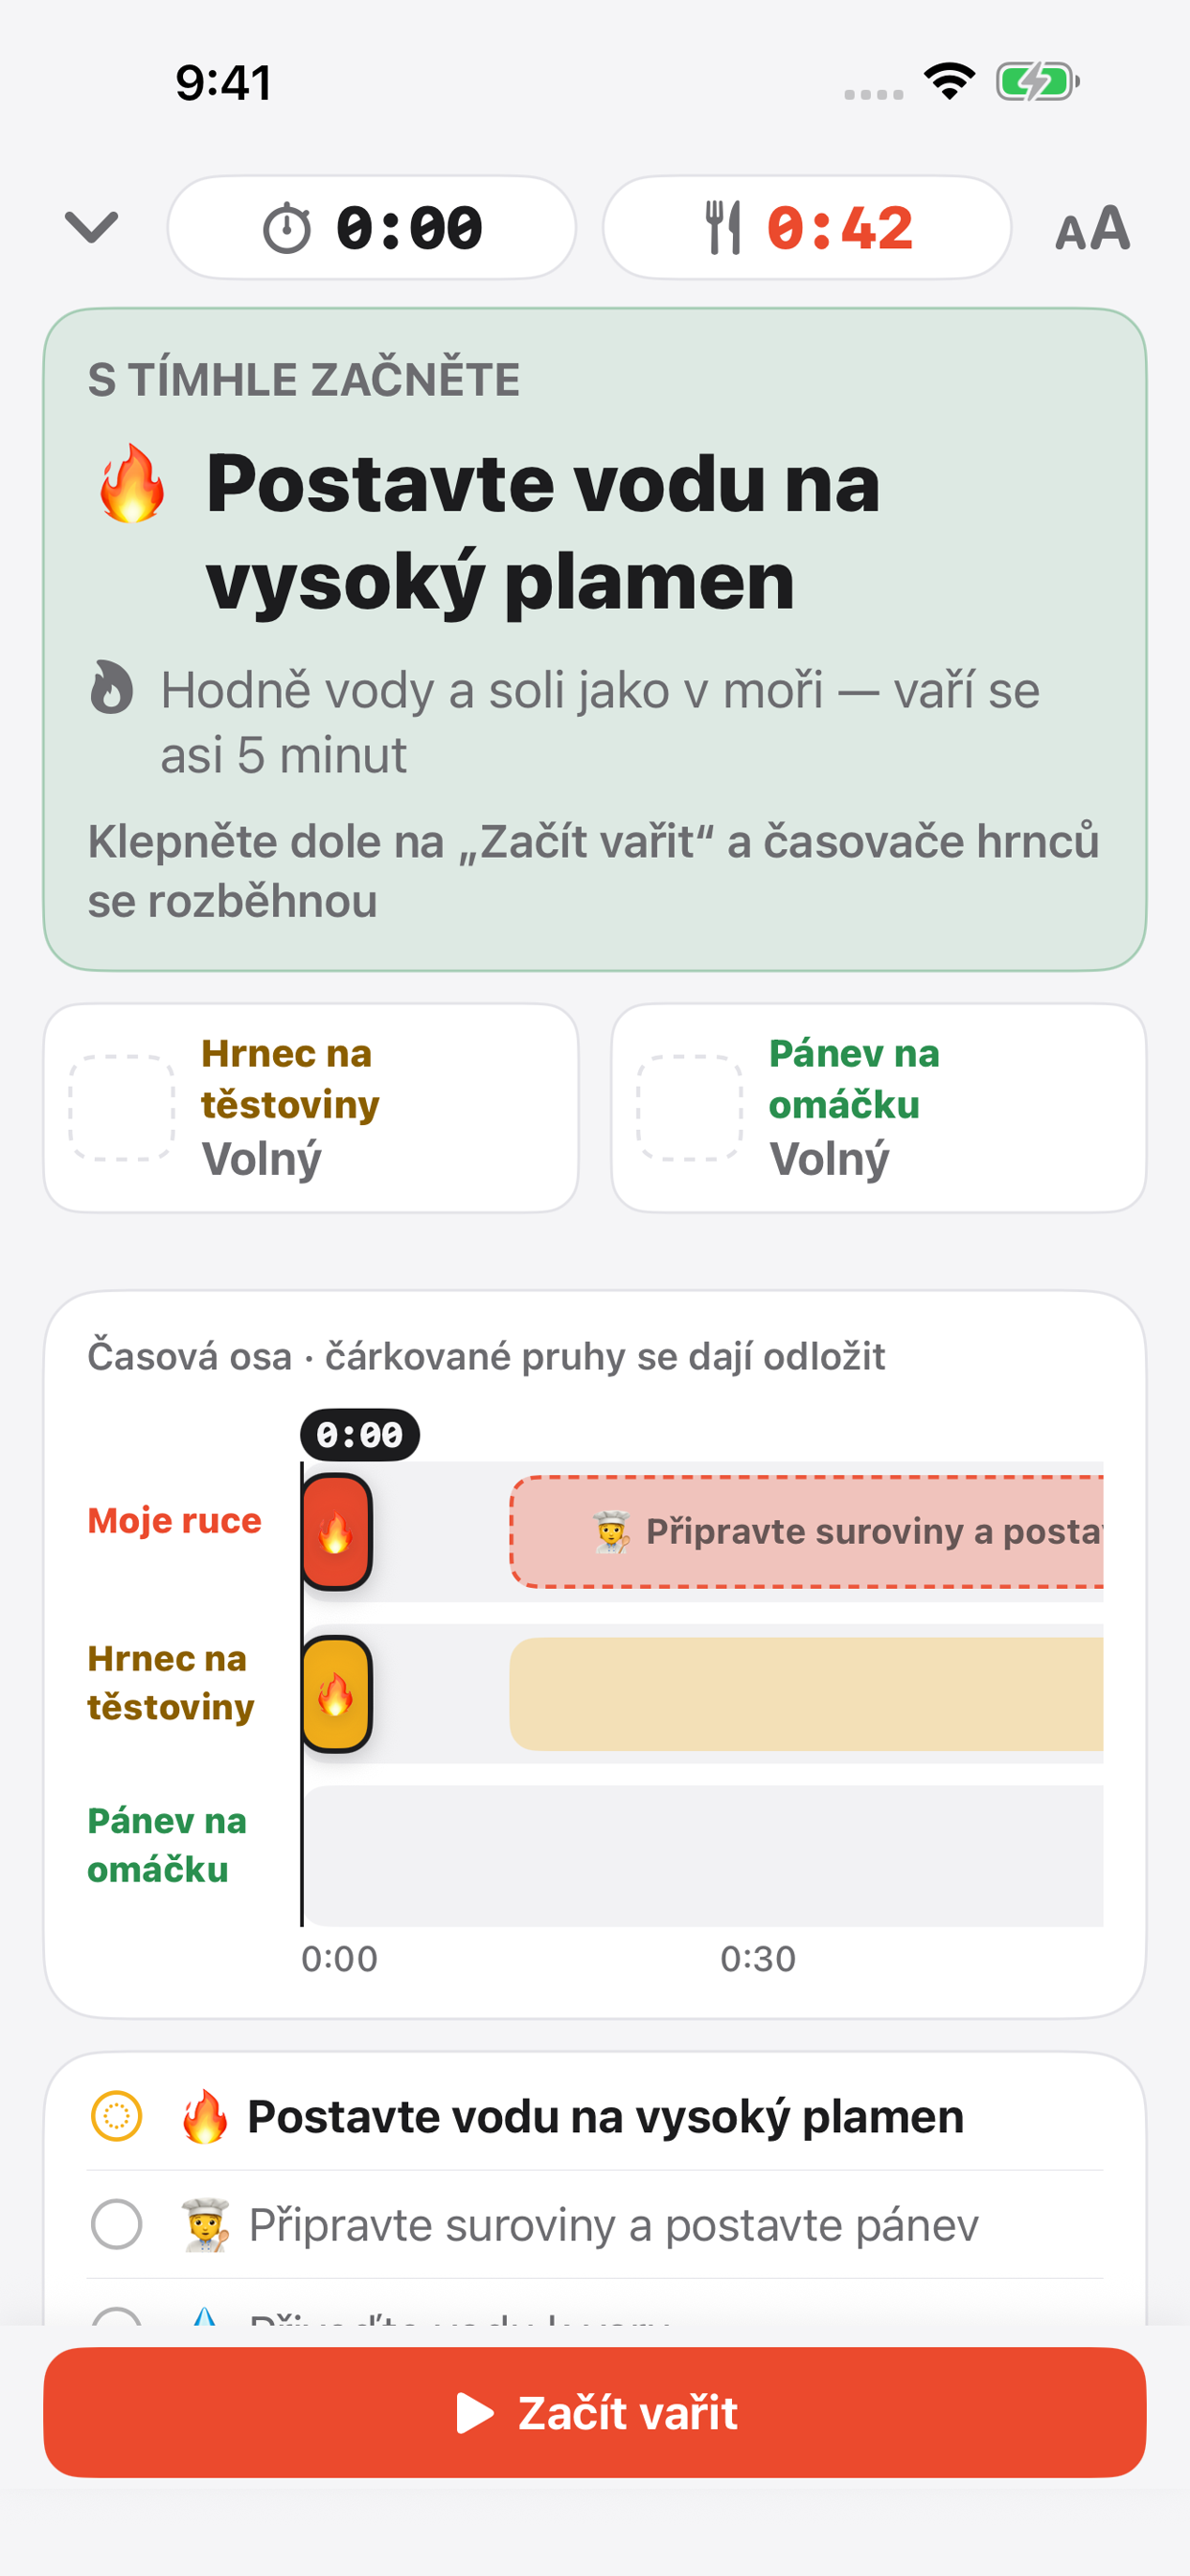 9:41
0:00
0:42
AA
S TÍMHLE ZAČNĚTE
Postavte vodu na
vysoký plamen
Hodně vody a soli jako v moři — vaří se
asi 5 minut
Klepněte dole na „Začít vařit“ a časovače hrnců
se rozběhnou
Hrnec na
těstoviny
Volný
Pánev na
omáčku
Volný
Časová osa · čárkované pruhy se dají odložit
0:00
Moje ruce
Připravte suroviny a postav
Hrnec na
těstoviny
Pánev na
omáčku
0:00
0:30
Postavte vodu na vysoký plamen
Připravte suroviny a postavte pánev
Začít vařit